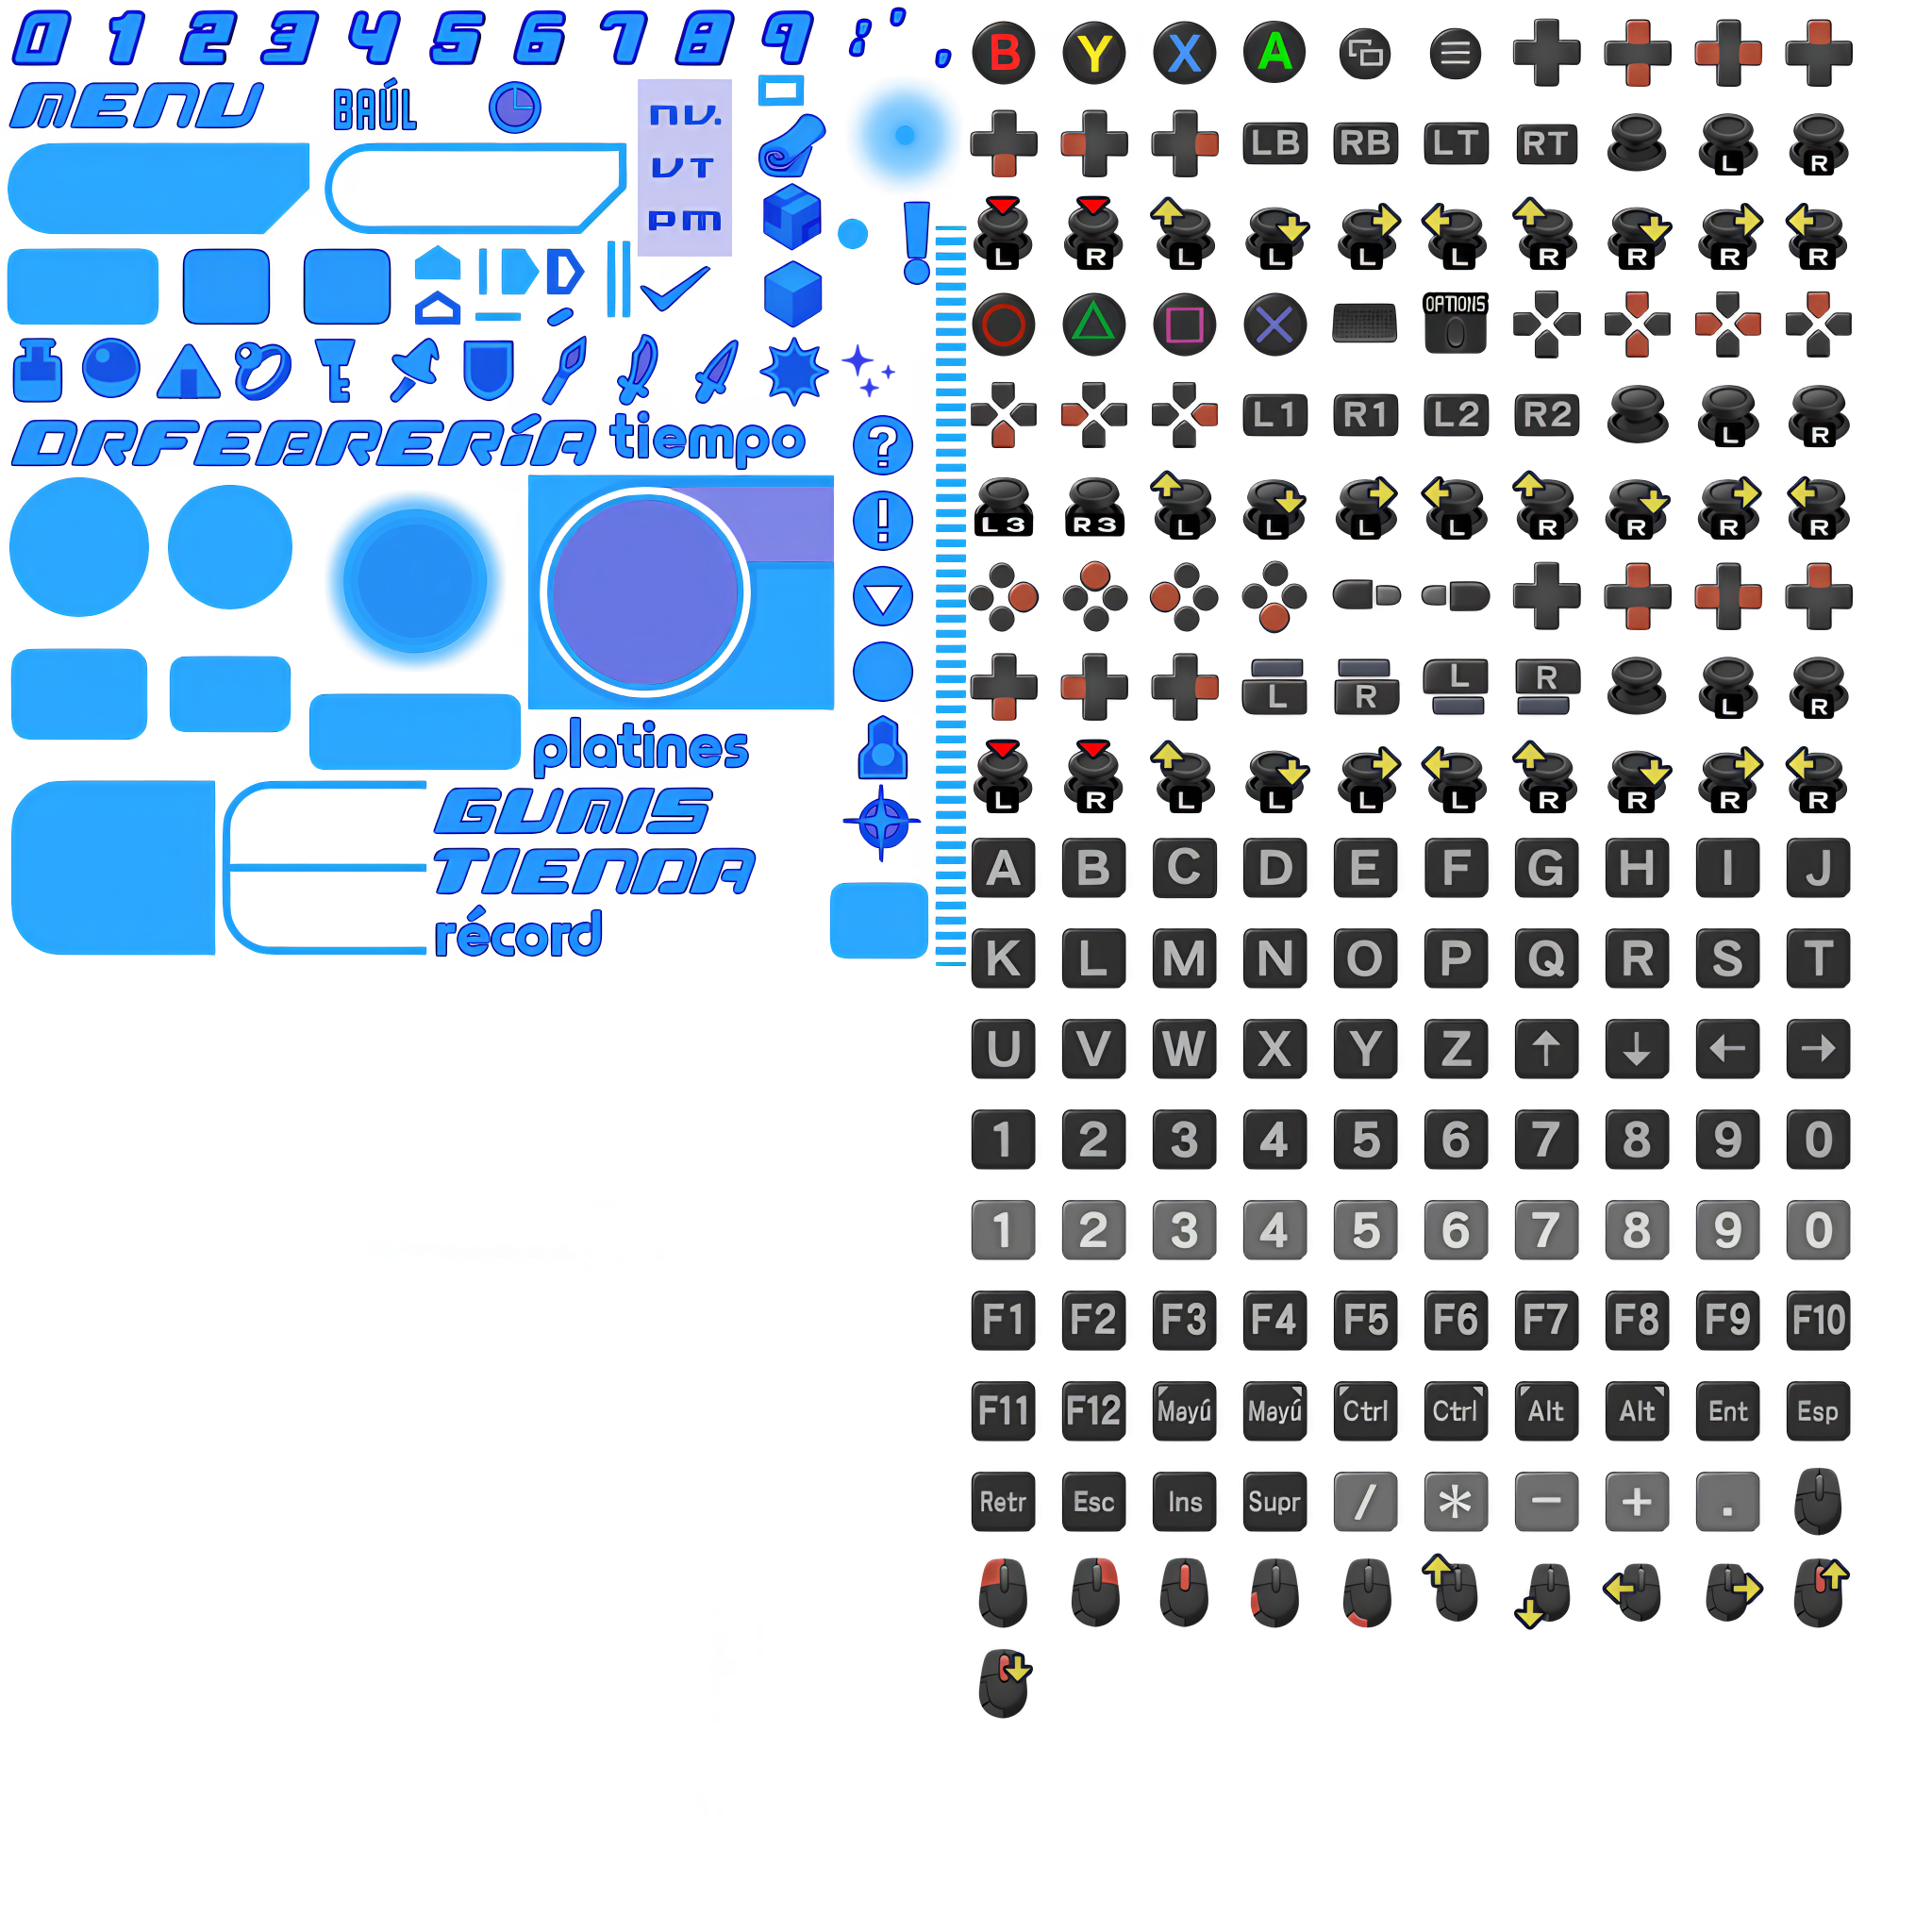 0 1 2 3 4 5 6 7 8 9 : ' ,
MENU
BAÚL
NV.
VT
PM
!
ORFEBRERÍA
tiempo
?
!
platines
GUMIS
TIENDA
récord
B Y X A
LB RB LT RT L R
L R L L L L R R R R
OPTIONS
L1 R1 L2 R2 L R
L3 R3 L L L L R R R R
L R L R L R
L R L L L L R R R R
A B C D E F G H I J
K L M N O P Q R S T
U V W X Y Z ↑ ↓ ← →
1 2 3 4 5 6 7 8 9 0
1 2 3 4 5 6 7 8 9 0
F1 F2 F3 F4 F5 F6 F7 F8 F9 F10
F11 F12 Mayú Mayú Ctrl Ctrl Alt Alt Ent Esp
Retr Esc Ins Supr / * - + .